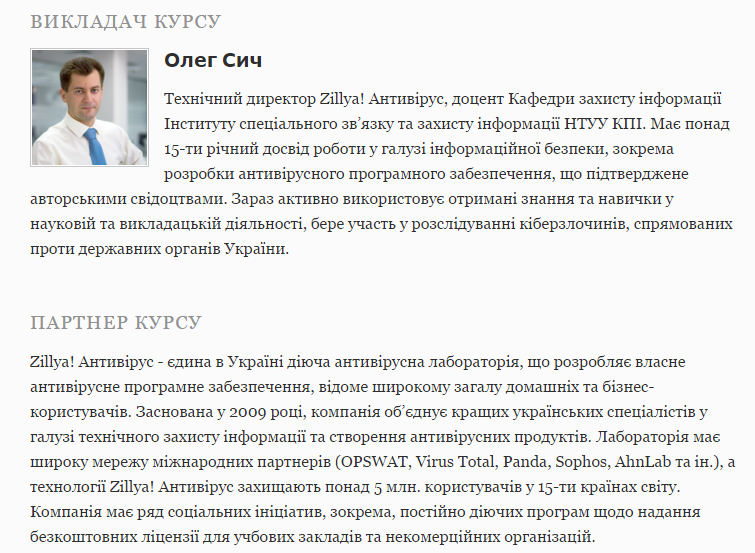 ВИКЛАДАЧ КУРСУ
Олег Сич
Технічний директор Zillya! Антивірус, доцент Кафедри захисту інформації
Інституту спеціального зв’язку та захисту інформації НТУУ КПІ. Має понад
15-ти річний досвід роботи у галузі інформаційної безпеки, зокрема
розробки антивірусного програмного забезпечення, що підтверджене
авторськими свідоцтвами. Зараз активно використовує отримані знання та навички у
науковій та викладацькій діяльності, бере участь у розслідуванні кіберзлочинів, спрямованих
проти державних органів України.
ПАРТНЕР КУРСУ
Zillya! Антивірус - єдина в Україні діюча антивірусна лабораторія, що розробляє власне
антивірусне програмне забезпечення, відоме широкому загалу домашніх та бізнес-
користувачів. Заснована у 2009 році, компанія об’єднує кращих українських спеціалістів у
галузі технічного захисту інформації та створення антивірусних продуктів. Лабораторія має
широку мережу міжнародних партнерів (OPSWAT, Virus Total, Panda, Sophos, AhnLab та ін.), а
технології Zillya! Антивірус захищають понад 5 млн. користувачів у 15-ти країнах світу.
Компанія має ряд соціальних ініціатив, зокрема, постійно діючих програм щодо надання
безкоштовних ліцензії для учбових закладів та некомерційних організацій.